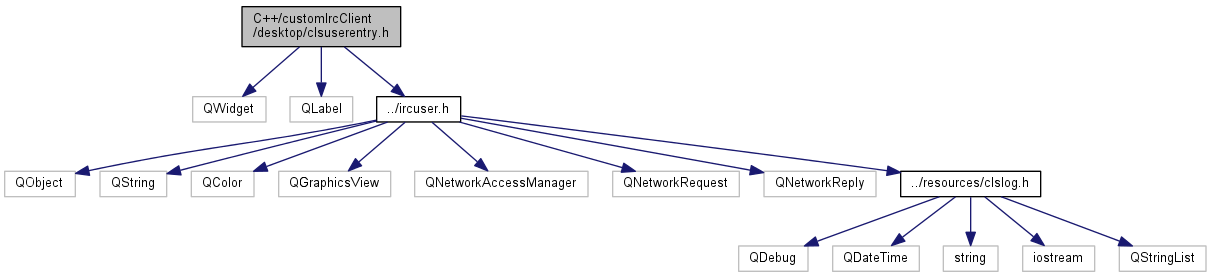 C++/customIrcClient
/desktop/clsuserentry.h
QWidget
QLabel
../ircuser.h
QObject
QString
QColor
QGraphicsView
QNetworkAccessManager
QNetworkRequest
QNetworkReply
../resources/clslog.h
QDebug
QDateTime
string
iostream
QStringList